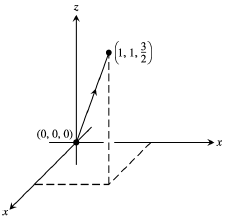 z
(1, 1, 3/2)
(0, 0, 0)
x
x